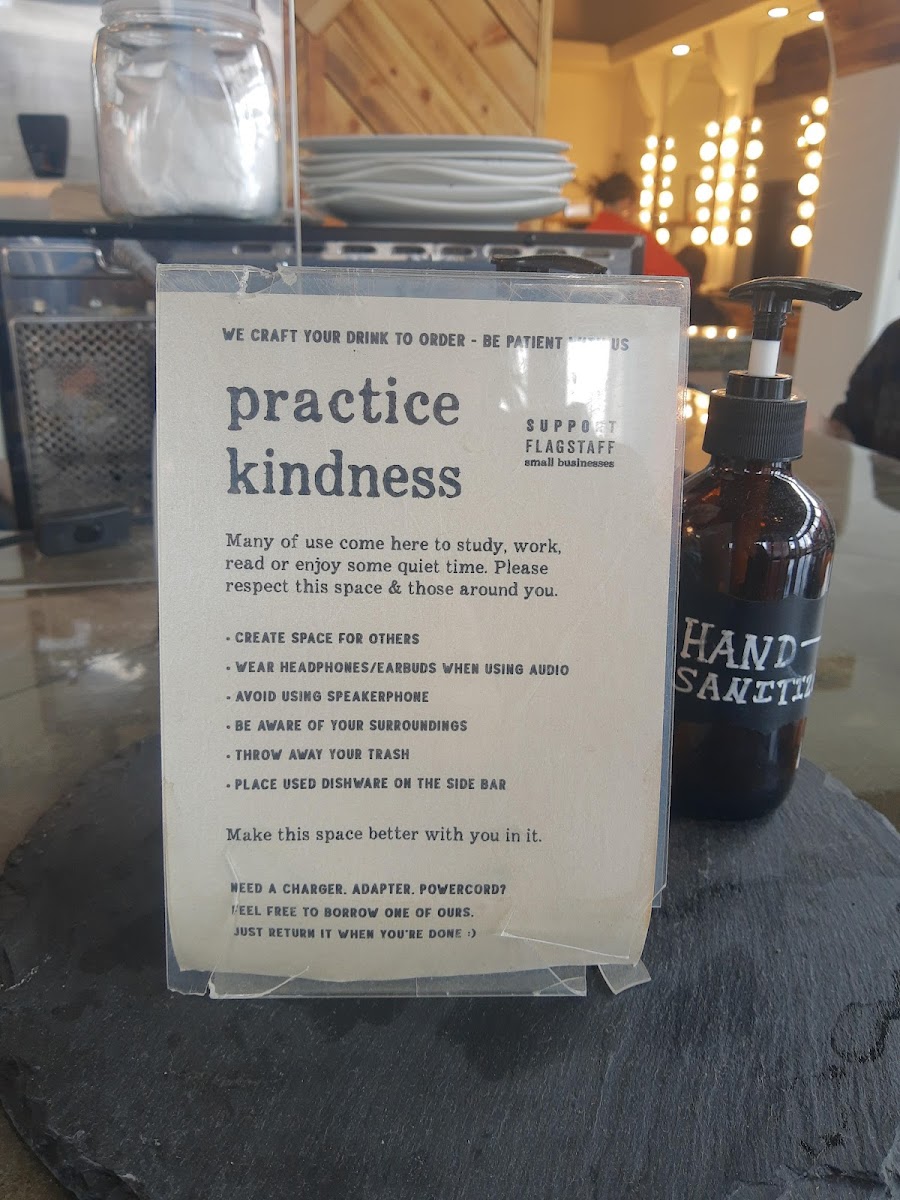 WE CRAFT YOUR DRINK TO ORDER - BE PATIENT WITH US
practice
kindness
SUPPORT
FLAGSTAFF
small businesses
Many of use come here to study, work,
read or enjoy some quiet time. Please
respect this space & those around you.
- CREATE SPACE FOR OTHERS
- WEAR HEADPHONES/EARBUDS WHEN USING AUDIO
- AVOID USING SPEAKERPHONE
- BE AWARE OF YOUR SURROUNDINGS
- THROW AWAY YOUR TRASH
- PLACE USED DISHWARE ON THE SIDE BAR
Make this space better with you in it.
NEED A CHARGER, ADAPTER, POWERCORD?
FEEL FREE TO BORROW ONE OF OURS.
JUST RETURN IT WHEN YOU'RE DONE :)
HAND-
SANITIZ